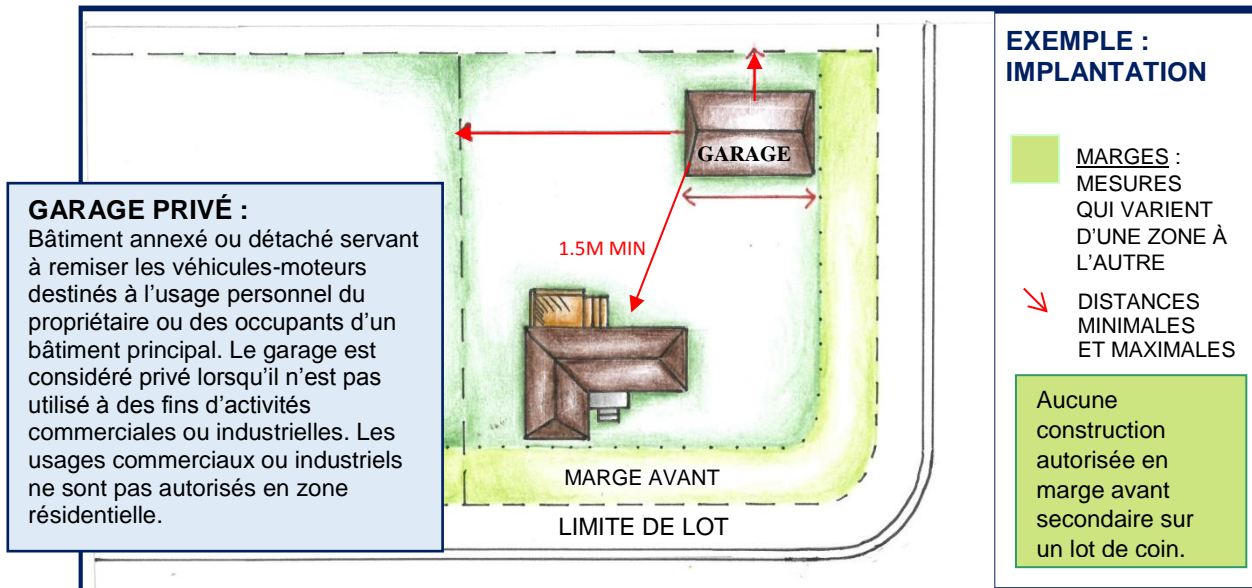 GARAGE PRIVÉ :
Bâtiment annexé ou détaché servant
à remiser les véhicules-moteurs
destinés à l'usage personnel du
propriétaire ou des occupants d'un
bâtiment principal. Le garage est
considéré privé lorsqu'il n'est pas
utilisé à des fins d'activités
commerciales ou industrielles. Les
usages commerciaux ou industriels
ne sont pas autorisés en zone
résidentielle.
GARAGE
1.5M MIN
MARGE AVANT
LIMITE DE LOT
EXEMPLE :
IMPLANTATION
MARGES :
MESURES
QUI VARIENT
D'UNE ZONE À
L'AUTRE
DISTANCES
MINIMALES
ET MAXIMALES
Aucune
construction
autorisée en
marge avant
secondaire sur
un lot de coin.